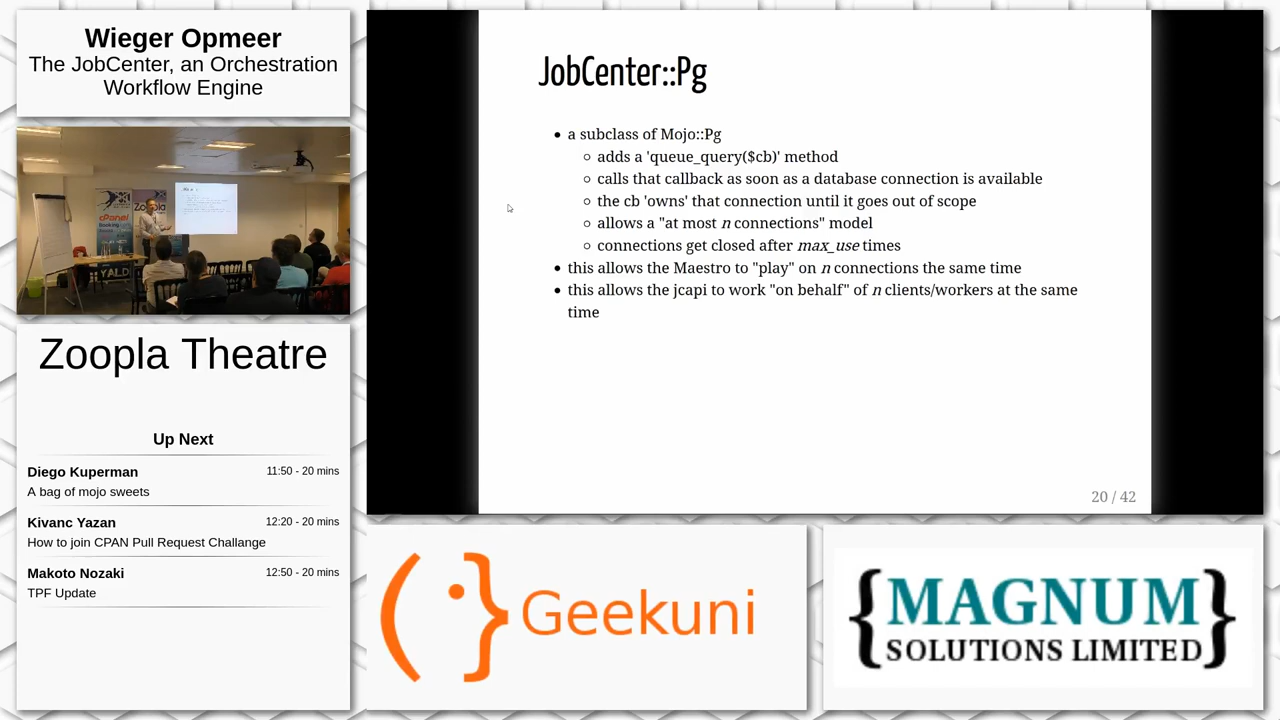 Wieger Opmeer
The JobCenter, an Orchestration
Workflow Engine
cPanel
Zoopla
YALD
Zoopla Theatre
Up Next
Diego Kuperman 11:50 - 20 mins
A bag of mojo sweets
Kivanc Yazan 12:20 - 20 mins
How to join CPAN Pull Request Challange
Makoto Nozaki 12:50 - 20 mins
TPF Update
JobCenter::Pg
• a subclass of Mojo::Pg
◦ adds a 'queue_query($cb)' method
◦ calls that callback as soon as a database connection is available
◦ the cb 'owns' that connection until it goes out of scope
◦ allows a "at most n connections" model
◦ connections get closed after max_use times
• this allows the Maestro to "play" on n connections the same time
• this allows the jcapi to work "on behalf" of n clients/workers at the same
time
20 / 42
Geekuni
{MAGNUM
SOLUTIONS LIMITED}